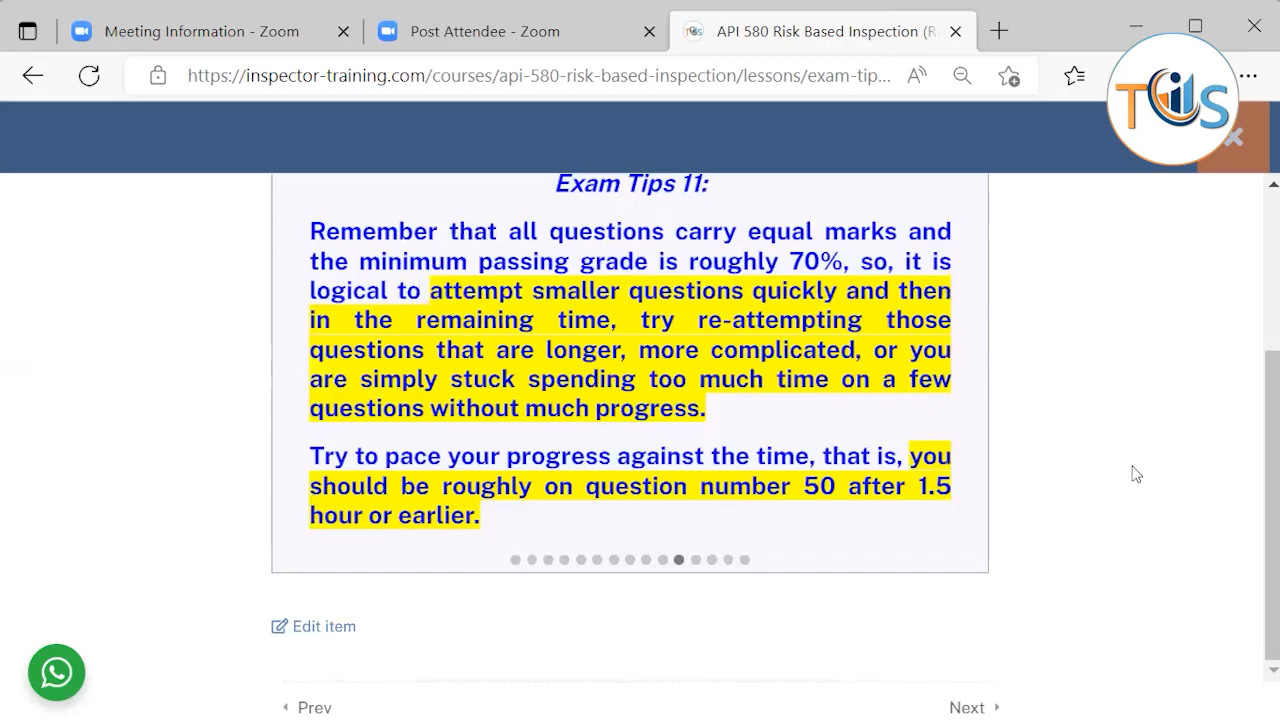 Meeting Information - Zoom
Post Attendee - Zoom
API 580 Risk Based Inspection (R
https://inspector-training.com/courses/api-580-risk-based-inspection/lessons/exam-tip...
TCIS
Exam Tips 11:
Remember that all questions carry equal marks and
the minimum passing grade is roughly 70%, so, it is
logical to attempt smaller questions quickly and then
in the remaining time, try re-attempting those
questions that are longer, more complicated, or you
are simply stuck spending too much time on a few
questions without much progress.
Try to pace your progress against the time, that is, you
should be roughly on question number 50 after 1.5
hour or earlier.
Edit item
Prev
Next